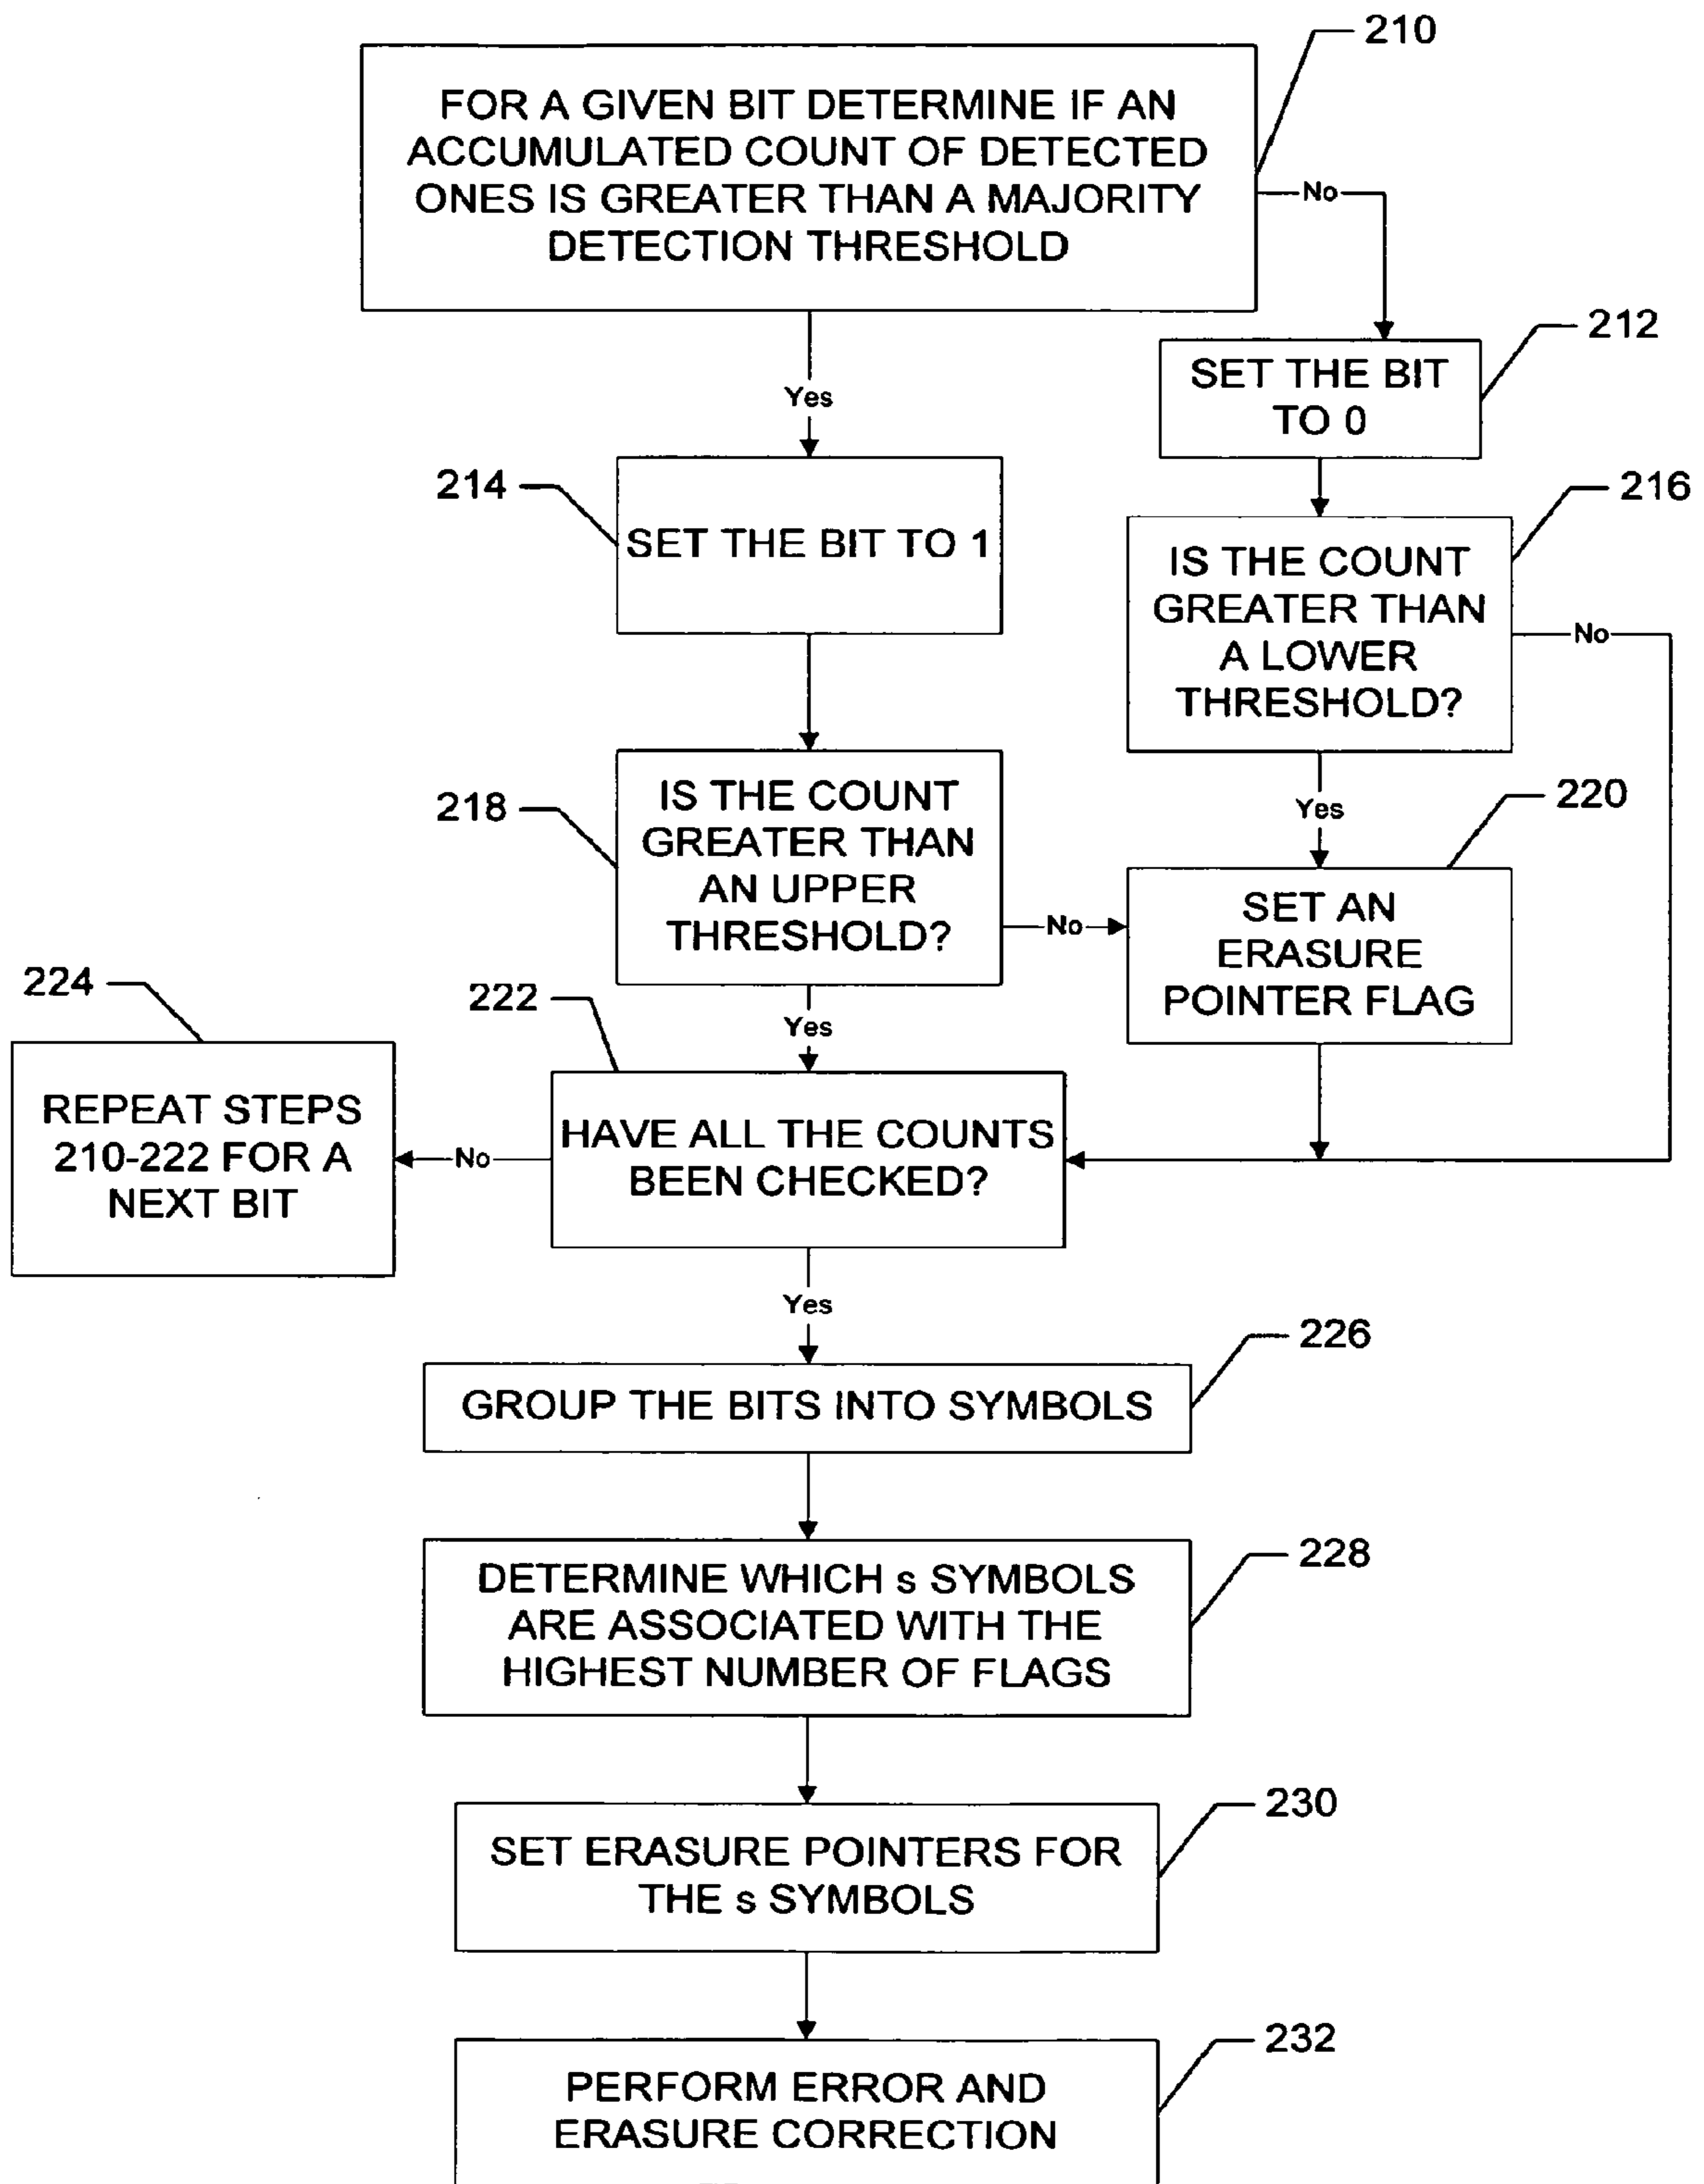 210
FOR A GIVEN BIT DETERMINE IF AN
ACCUMULATED COUNT OF DETECTED
ONES IS GREATER THAN A MAJORITY
DETECTION THRESHOLD
No
212
SET THE BIT
TO 0
Yes
214
SET THE BIT TO 1
216
IS THE COUNT
GREATER THAN
A LOWER
THRESHOLD?
No
218
IS THE COUNT
GREATER THAN
AN UPPER
THRESHOLD?
Yes
220
No
SET AN
ERASURE
POINTER FLAG
224
222
Yes
REPEAT STEPS
210-222 FOR A
NEXT BIT
No
HAVE ALL THE COUNTS
BEEN CHECKED?
Yes
226
GROUP THE BITS INTO SYMBOLS
228
DETERMINE WHICH s SYMBOLS
ARE ASSOCIATED WITH THE
HIGHEST NUMBER OF FLAGS
230
SET ERASURE POINTERS FOR
THE s SYMBOLS
232
PERFORM ERROR AND
ERASURE CORRECTION